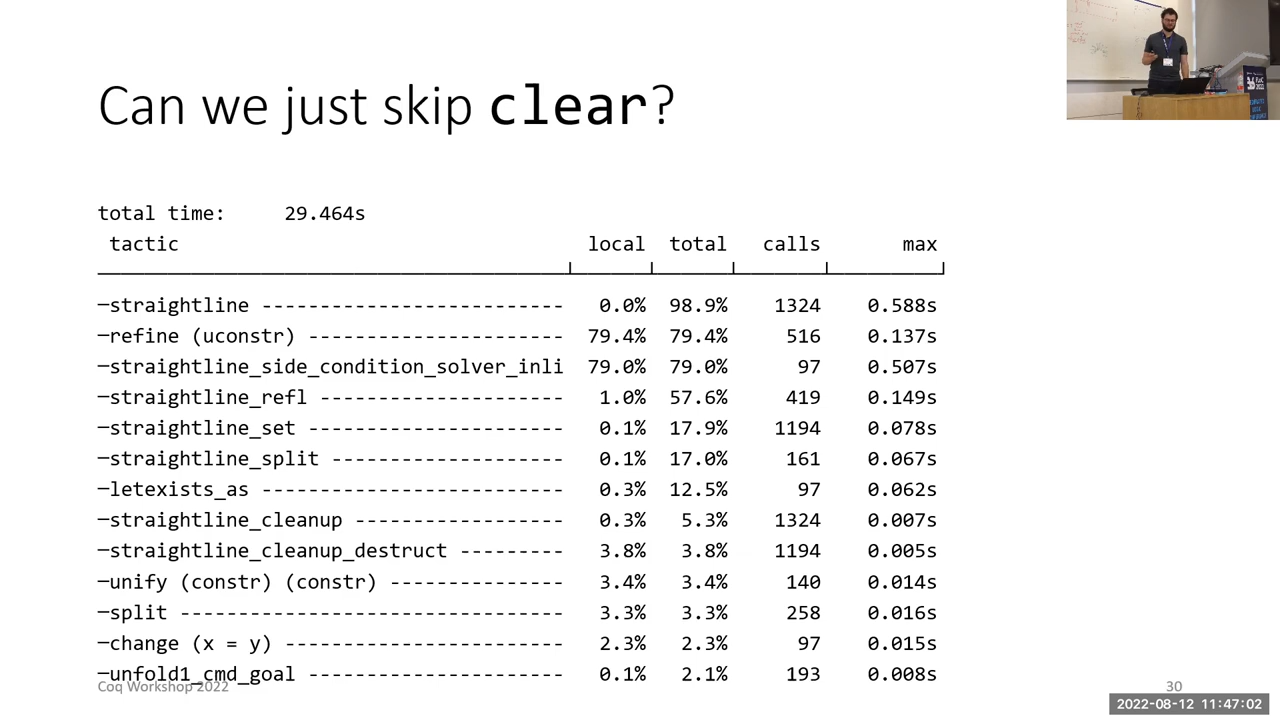 Can we just skip clear?
total time:     29.464s
tactic local total calls max
─straightline -------------------------- 0.0% 98.9% 1324 0.588s
─refine (uconstr) ---------------------- 79.4% 79.4% 516 0.137s
─straightline_side_condition_solver_inli 79.0% 79.0% 97 0.507s
─straightline_refl --------------------- 1.0% 57.6% 419 0.149s
─straightline_set ---------------------- 0.1% 17.9% 1194 0.078s
─straightline_split -------------------- 0.1% 17.0% 161 0.067s
─letexists_as -------------------------- 0.3% 12.5% 97 0.062s
─straightline_cleanup ------------------ 0.3% 5.3% 1324 0.007s
─straightline_cleanup_destruct --------- 3.8% 3.8% 1194 0.005s
─unify (constr) (constr) --------------- 3.4% 3.4% 140 0.014s
─split --------------------------------- 3.3% 3.3% 258 0.016s
─change (x = y) ------------------------ 2.3% 2.3% 97 0.015s
─unfold1_cmd_goal ---------------------- 0.1% 2.1% 193 0.008s
Coq Workshop 2022
30
2022-08-12 11:47:02